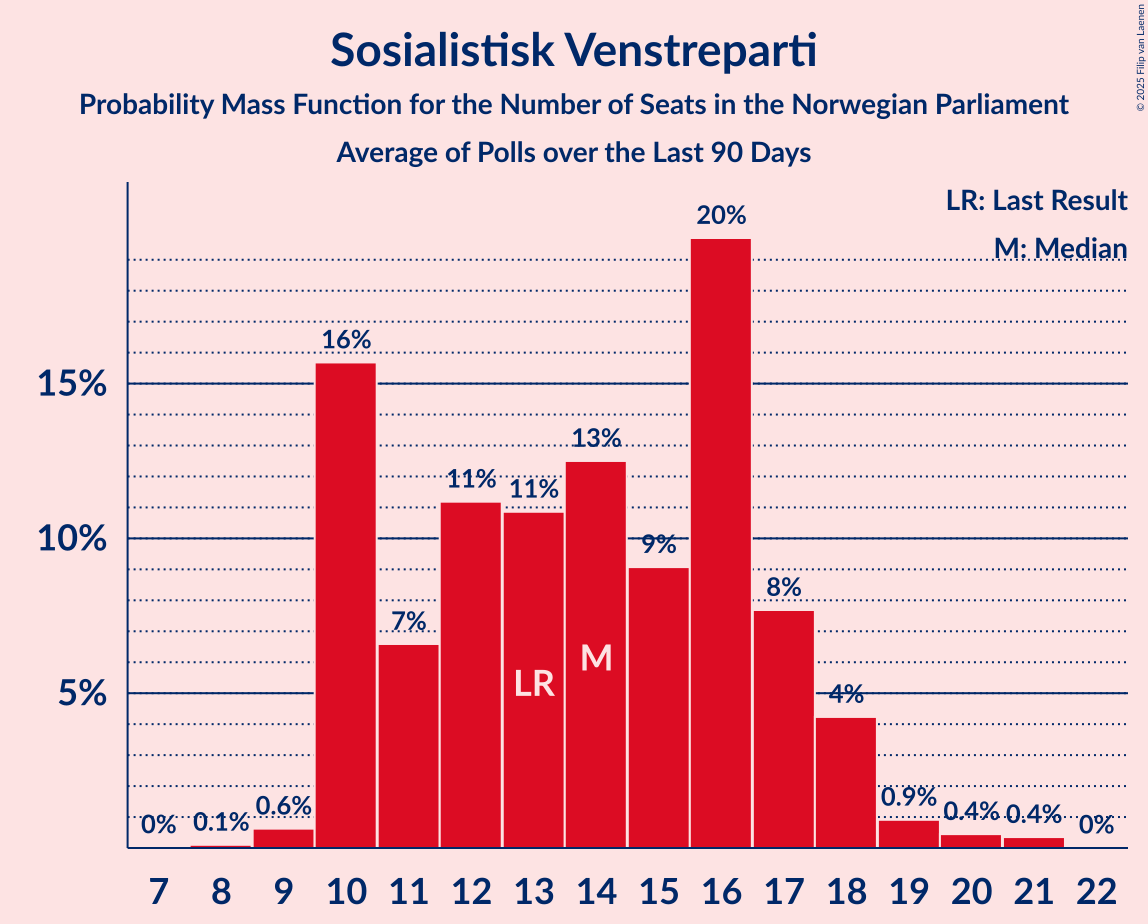 Sosialistisk Venstreparti
Probability Mass Function for the Number of Seats in the Norwegian Parliament
Average of Polls over the Last 90 Days
© 2025 Filip van Laenen
LR: Last Result
M: Median
15%
10%
5%
0%
0.1%
0.6%
16%
7%
11%
11%
13%
9%
20%
8%
4%
0.9%
0.4%
0.4%
0%
LR
M
7 8 9 10 11 12 13 14 15 16 17 18 19 20 21 22